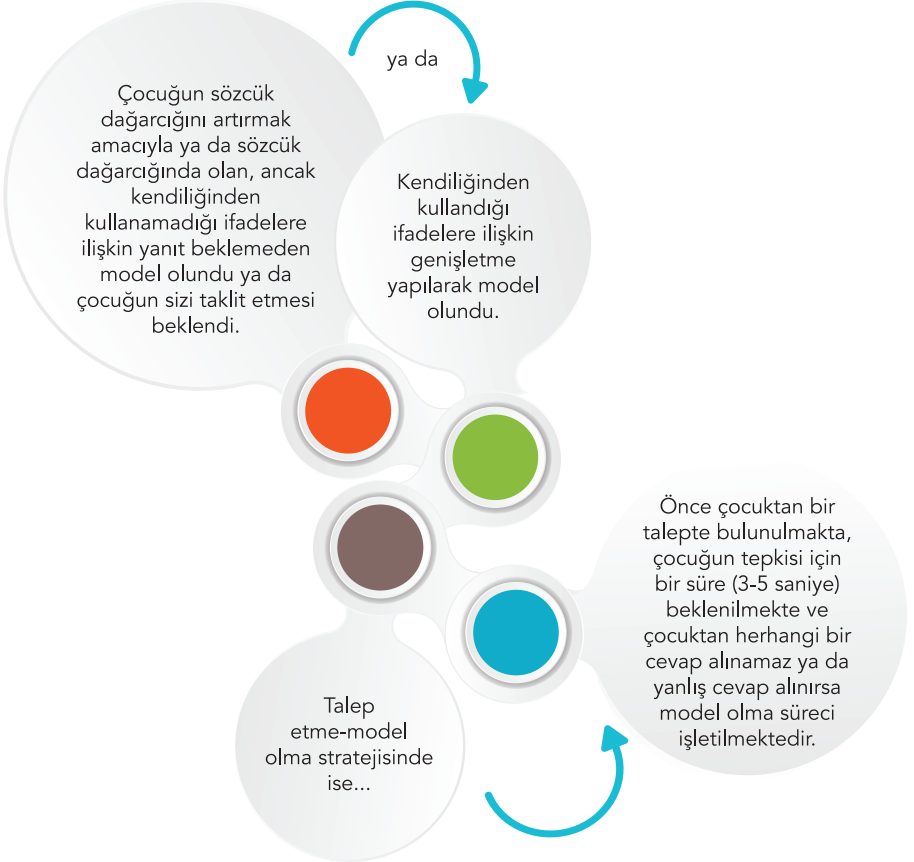 Çocuğun sözcük
dağarcığını artırmak
amacıyla ya da sözcük
dağarcığında olan, ancak
kendiliğinden
kullanamadığı ifadelere
ilişkin yanıt beklemeden
model olundu ya da
çocuğun sizi taklit etmesi
beklendi.
ya da
Kendiliğinden
kullandığı
ifadelere ilişkin
genişletme
yapılarak model
olundu.
Talep
etme-model
olma stratejisinde
ise...
Önce çocuktan bir
talepte bulunulmakta,
çocuğun tepkisi için
bir süre (3-5 saniye)
beklenilmekte ve
çocuktan herhangi bir
cevap alınamaz ya da
yanlış cevap alınırsa
model olma süreci
işletilmektedir.